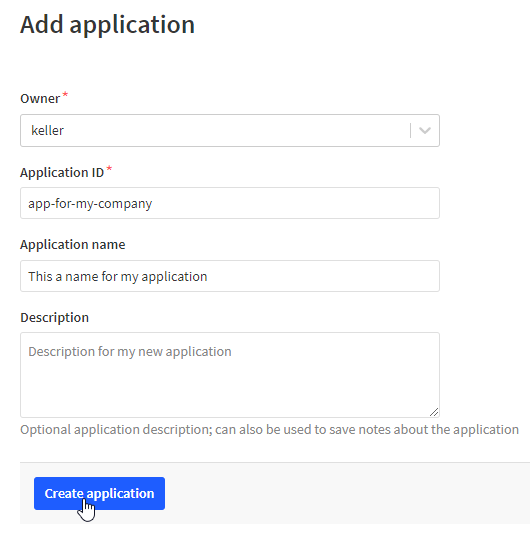 Add application
Owner *
keller
Application ID *
app-for-my-company
Application name
This a name for my application
Description
Description for my new application
Optional application description; can also be used to save notes about the application
Create application